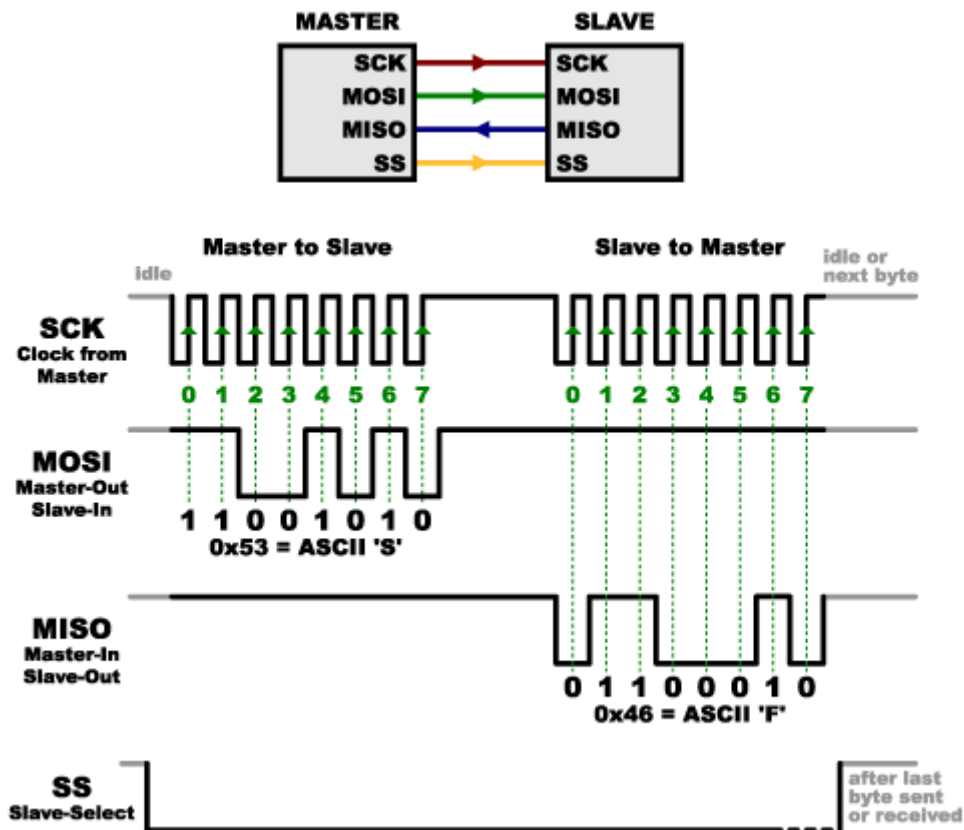 MASTER
SLAVE
SCK
SCK
MOSI
MOSI
MISO
MISO
SS
SS
Master to Slave
Slave to Master
idle
idle or
next byte
SCK
Clock from
Master
0 1 2 3 4 5 6 7
0 1 2 3 4 5 6 7
MOSI
Master-Out
Slave-In
1 1 0 0 1 0 1 0
0x53 = ASCII 'S'
MISO
Master-In
Slave-Out
0 1 1 0 0 0 1 0
0x46 = ASCII 'F'
SS
Slave-Select
after last
byte sent
or received